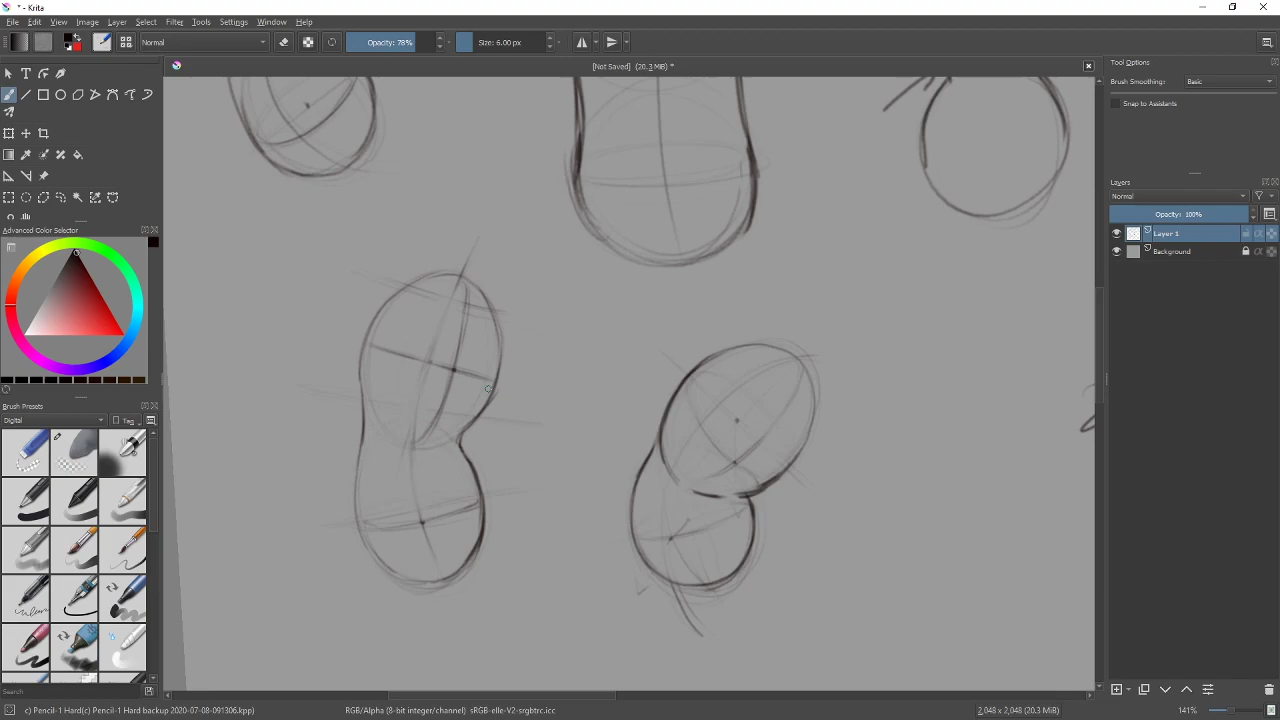 * - Krita
File Edit View Image Layer Select Filter Tools Settings Window Help
Normal Opacity: 78% Size: 6.00 px
[Not Saved] (20.3 MiB) *
Tool Options
Brush Smoothing: Basic
Snap to Assistants
Layers
Normal
Opacity: 100%
Layer 1
Background
Advanced Color Selector
Brush Presets
Digital Tag
Search
c) Pencil-1 Hard(c) Pencil-1 Hard backup 2020-07-08-091306.kpp)
RGB/Alpha (8-bit integer/channel) sRGB-elle-V2-srgbtrc.icc
2,048 x 2,048 (20.3 MiB)
141%